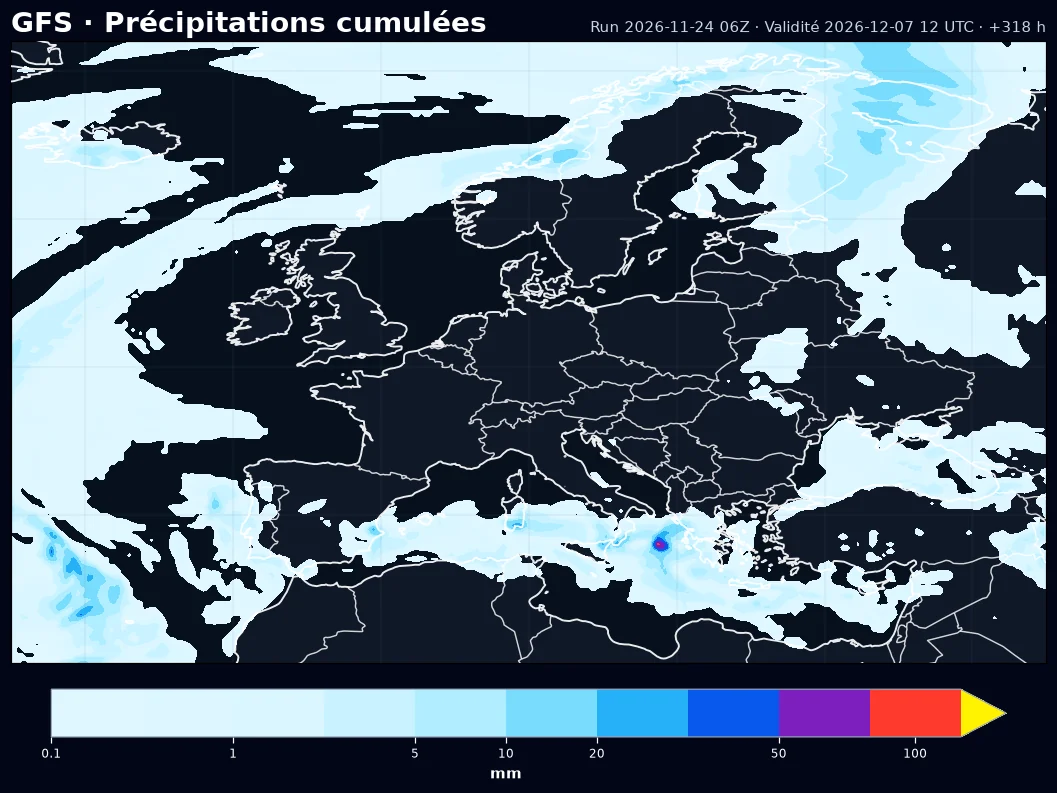 GFS · Précipitations cumulées
Run 2026-11-24 06Z · Validité 2026-12-07 12 UTC · +318 h
0.1 1 5 10 20 50 100
mm